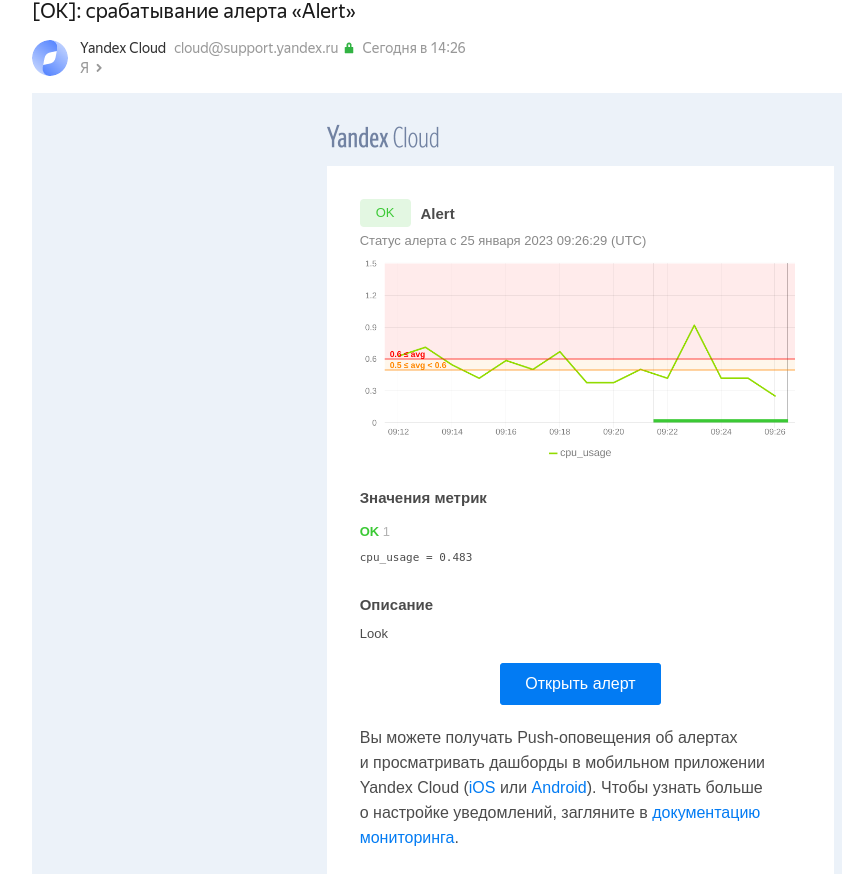 [OK]: срабатывание алерта «Alert»
Yandex Cloud cloud@support.yandex.ru Сегодня в 14:26
Я >
Yandex Cloud
OK Alert
Статус алерта с 25 января 2023 09:26:29 (UTC)
1.5
1.2
0.9
0.6 ≤ avg
0.6
0.5 ≤ avg < 0.6
0.3
0
09:12 09:14 09:16 09:18 09:20 09:22 09:24 09:26
cpu_usage
Значения метрик
OK 1
cpu_usage = 0.483
Описание
Look
Открыть алерт
Вы можете получать Push-оповещения об алертах
и просматривать дашборды в мобильном приложении
Yandex Cloud (iOS или Android). Чтобы узнать больше
о настройке уведомлений, загляните в документацию
мониторинга.